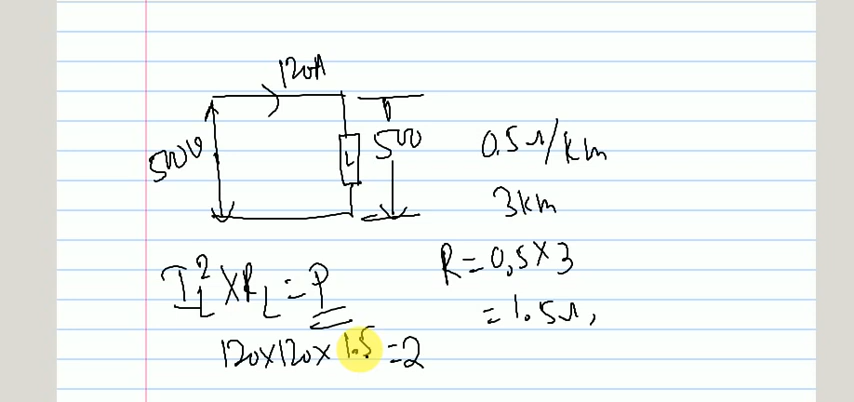 120A
500V
L
500
0.5Ω/km
3km
I_L² × R_L = P
R = 0,5 × 3
= 1.5Ω,
120×120× 1.5 = 2